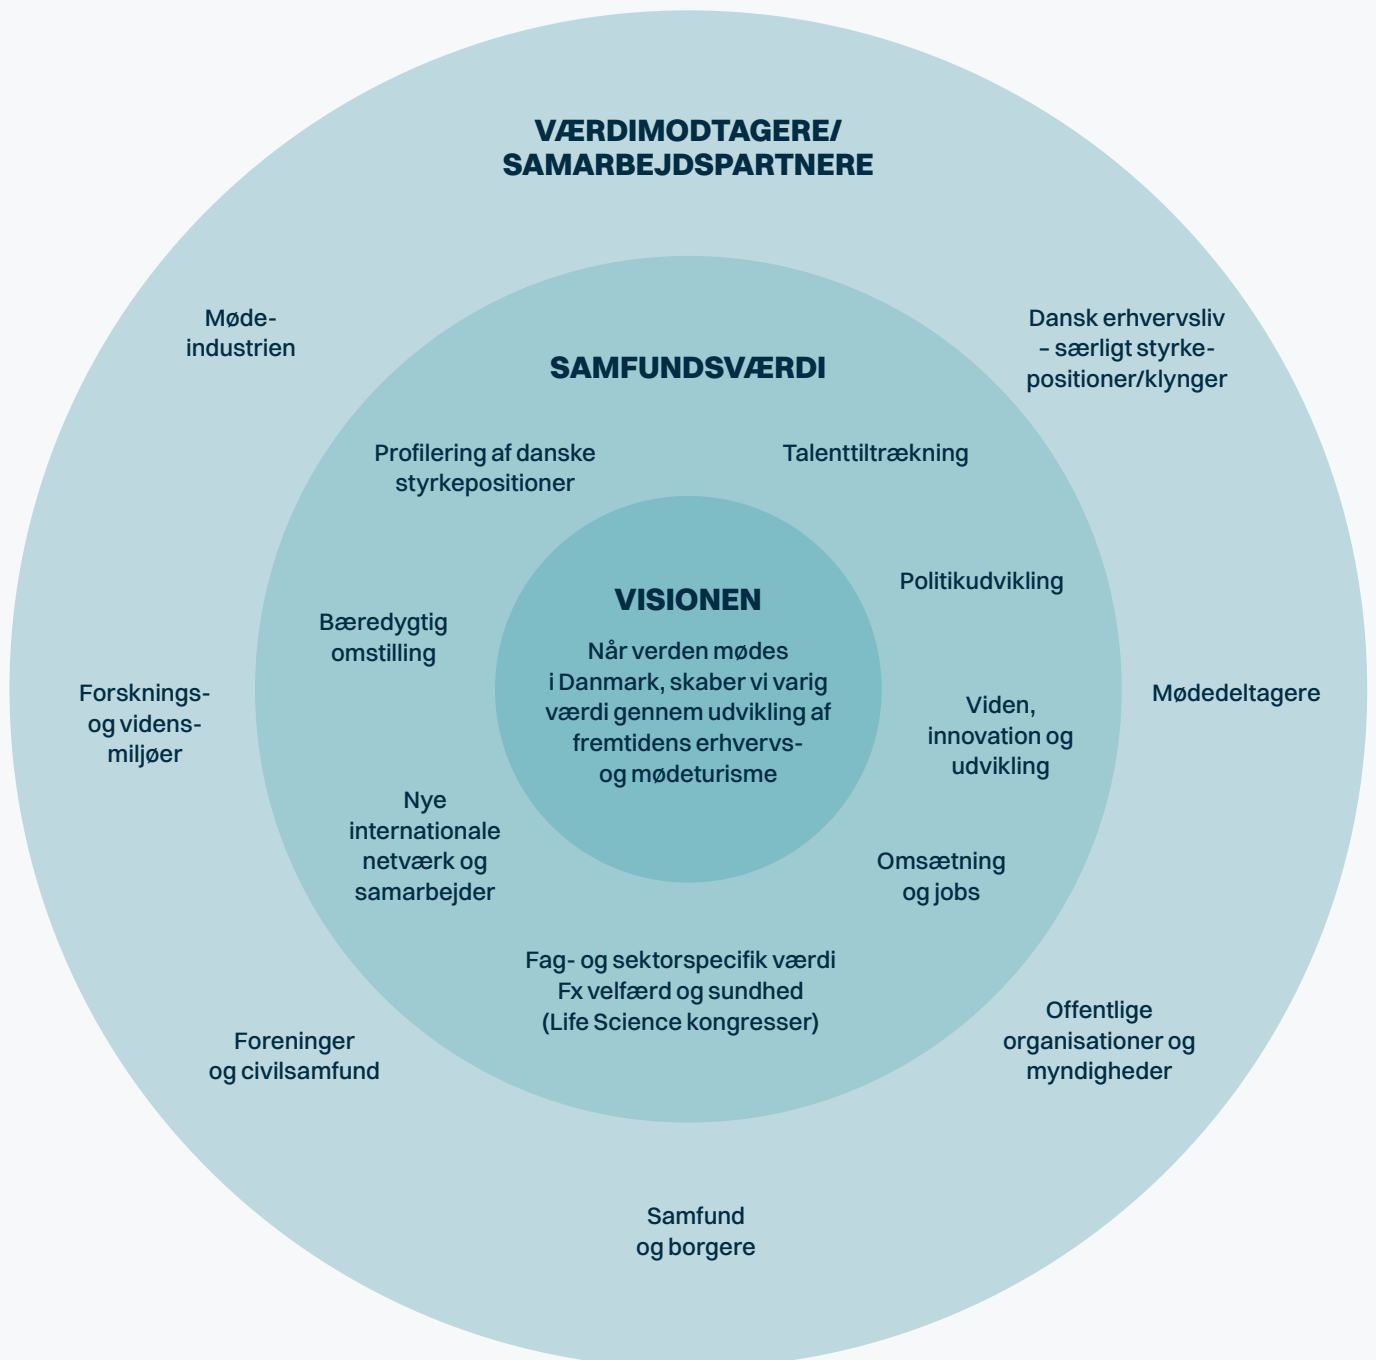 VÆRDIMODTAGERE/
SAMARBEJDSPARTNERE
Møde-
industrien
Dansk erhvervsliv
– særligt styrke-
positioner/klynger
SAMFUNDSVÆRDI
Profilering af danske
styrkepositioner
Talenttiltrækning
Politikudvikling
Bæredygtig
omstilling
VISIONEN
Når verden mødes
i Danmark, skaber vi varig
værdi gennem udvikling af
fremtidens erhvervs-
og mødeturisme
Forsknings-
og videns-
miljøer
Viden,
innovation og
udvikling
Mødedeltagere
Nye
internationale
netværk og
samarbejder
Omsætning
og jobs
Fag- og sektorspecifik værdi
Fx velfærd og sundhed
(Life Science kongresser)
Foreninger
og civilsamfund
Offentlige
organisationer og
myndigheder
Samfund
og borgere